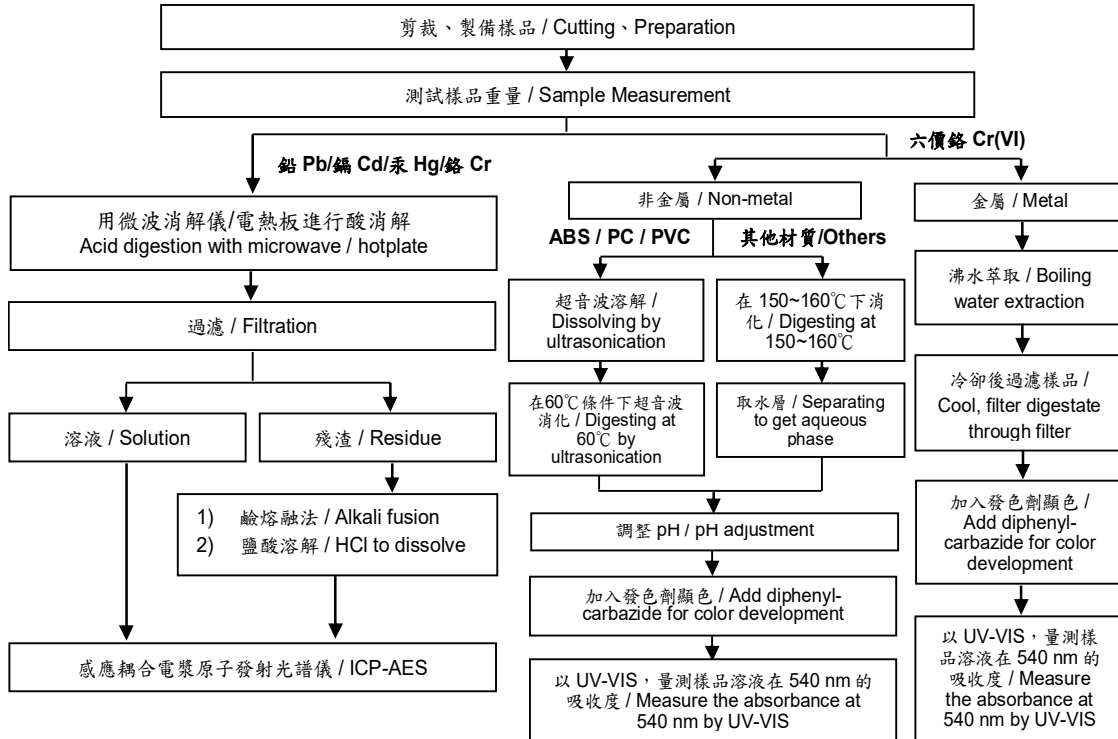 剪裁、製備樣品 / Cutting、Preparation
測試樣品重量 / Sample Measurement
鉛 Pb/鎘 Cd/汞 Hg/鉻 Cr
用微波消解儀/電熱板進行酸消解
Acid digestion with microwave / hotplate
過濾 / Filtration
溶液 / Solution
殘渣 / Residue
1) 鹼熔融法 / Alkali fusion
2) 鹽酸溶解 / HCl to dissolve
感應耦合電漿原子發射光譜儀 / ICP-AES
六價鉻 Cr(VI)
非金屬 / Non-metal
ABS / PC / PVC
超音波溶解 /
Dissolving by
ultrasonication
在60℃條件下超音波
消化 / Digesting at
60℃ by
ultrasonication
其他材質/Others
在 150~160℃下消
化 / Digesting at
150~160℃
取水層 / Separating
to get aqueous
phase
調整 pH / pH adjustment
加入發色劑顯色 / Add diphenyl-
carbazide for color development
以 UV-VIS，量測樣品溶液在 540 nm 的
吸收度 / Measure the absorbance at
540 nm by UV-VIS
金屬 / Metal
沸水萃取 / Boiling
water extraction
冷卻後過濾樣品 /
Cool, filter digestate
through filter
加入發色劑顯色 /
Add diphenyl-
carbazide for color
development
以 UV-VIS，量測樣
品溶液在 540 nm 的
吸收度 / Measure
the absorbance at
540 nm by UV-VIS